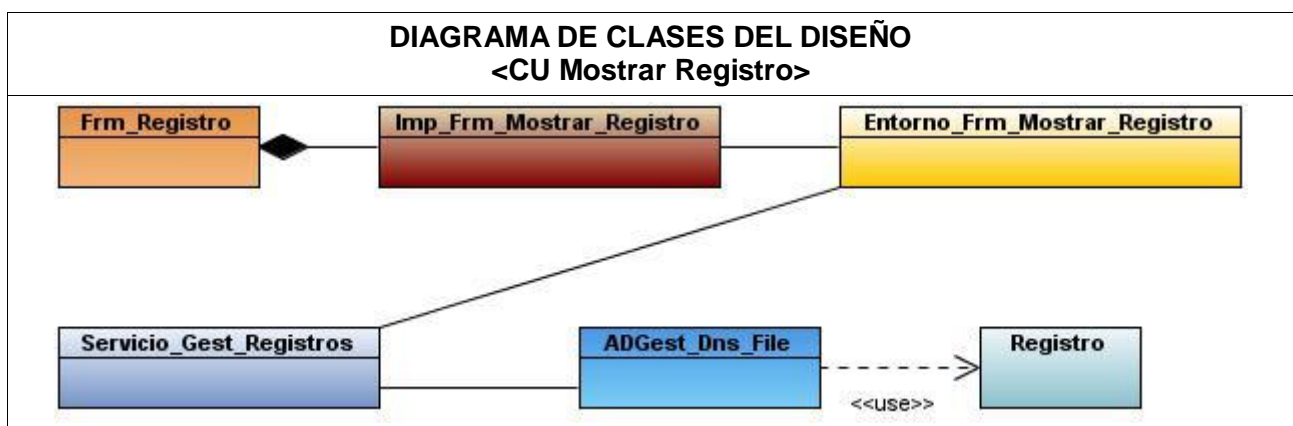 DIAGRAMA DE CLASES DEL DISEÑO
<CU Mostrar Registro>
Frm_Registro
Imp_Frm_Mostrar_Registro
Entorno_Frm_Mostrar_Registro
Servicio_Gest_Registros
ADGest_Dns_File
Registro
<<use>>